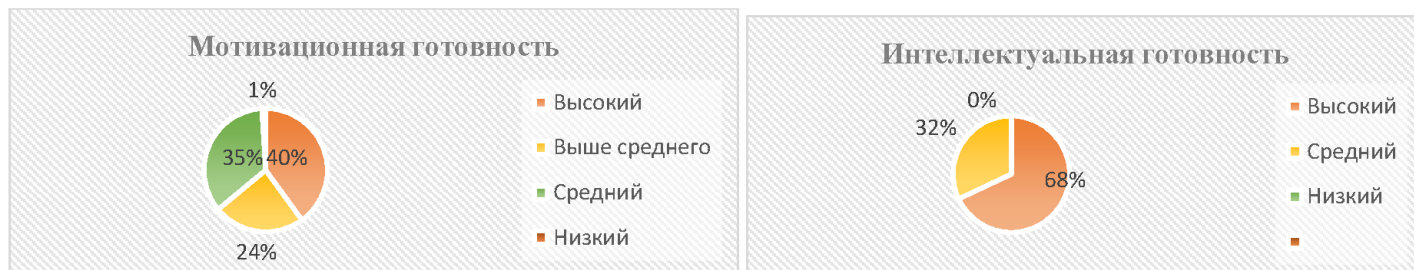 Мотивационная готовность
1%
35%
40%
24%
Высокий
Выше среднего
Средний
Низкий
Интеллектуальная готовность
0%
32%
68%
Высокий
Средний
Низкий